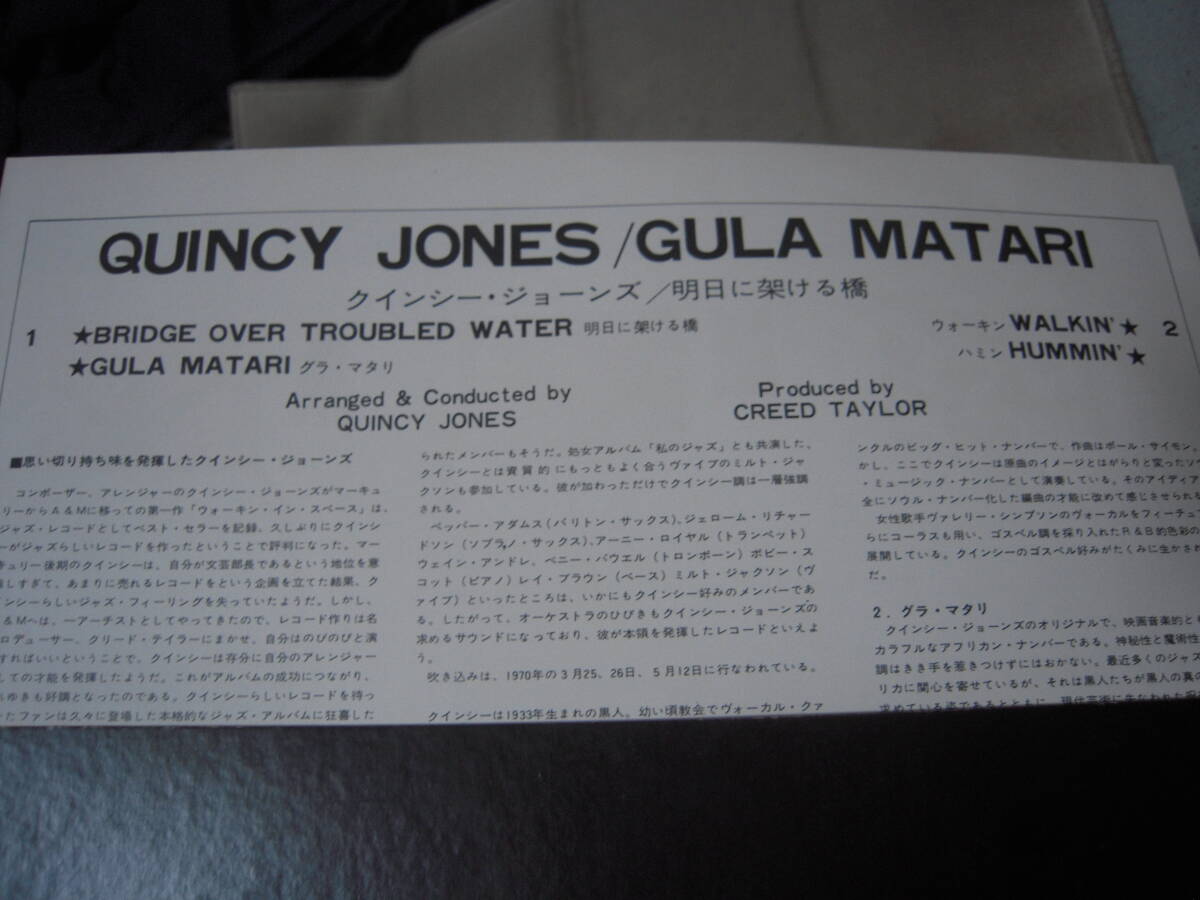 QUINCY JONES/GULA MATARI
クインシー・ジョーンズ/明日に架ける橋
1 ★BRIDGE OVER TROUBLED WATER 明日に架ける橋
★GULA MATARI グラ・マタリ
ウォーキン WALKIN'★ 2
ハミン HUMMIN'★
Arranged & Conducted by
QUINCY JONES
Produced by
CREED TAYLOR
■思い切り持ち味を発揮したクインシー・ジョーンズ
コンポーザー、アレンジャーのクインシー・ジョーンズがマーキュ
リーからA&Mに移っての第一作「ウォーキン・イン・スペース」は、
ジャズ・レコードとしてベスト・セラーを記録、久しぶりにクインシ
ーがジャズらしいレコードを作ったということで評判になった。マー
キュリー後期のクインシーは、自分が文芸部長であるという地位を意
識しすぎて、あまりに売れるレコードをという企画を立てた結果、ク
インシーらしいジャズ・フィーリングを失っていたようだ。しかし、
A&Mへは、一アーチストとしてやってきたので、レコード作りは名
プロデューサー、クリード・テイラーにまかせ、自分はのびのびと演
すればいいということで、クインシーは存分に自分のアレンジャー
しての才能を発揮したようだ。これがアルバムの成功につながり、
れゆきも好調となったのである。クインシーらしいレコードを待っ
たファンは久々に登場した本格的なジャズ・アルバムに狂喜した
られたメンバーもそうだ。処女アルバム「私のジャズ」とも共演した、
クインシーとは資質的にもっともよく合うヴァイブのミルト・ジャ
クソンも参加している。彼が加わっただけでクインシー調は一層強調
される。
ペッパー・アダムス(バリトン・サックス)、ジェローム・リチャー
ドソン(ソプラノ・サックス)、アーニー・ロイヤル(トランペット)
ウェイン・アンドレ、ベニー・パウエル(トロンボーン)ボビー・ス
コット(ピアノ)レイ・ブラウン(ベース)ミルト・ジャクソン(ヴ
ァイブ)といったところは、いかにもクインシー好みのメンバーであ
る。したがって、オーケストラのひびきもクインシー・ジョーンズの
求めるサウンドになっており、彼が本領を発揮したレコードといえよ
う。
吹き込みは、1970年の3月25、26日、5月12日に行なわれている。
クインシーは1933年生まれの黒人。幼い頃教会でヴォーカル・クァ
ンクルのビッグ・ヒット・ナンバーで、作曲はポール・サイモン。
かし、ここでクインシーは原曲のイメージとはがらりと変ったソウ
・ミュージック・ナンバーとして演奏している。そのアイディア
全にソウル・ナンバー化した編曲の才能に改めて感じさせられる
女性歌手ヴァレリー・シンプソンのヴォーカルをフィーチュア
らにコーラスも用い、ゴスペル調を採り入れたR&B的色彩の
展開している。クインシーのゴスペル好みがたくみに生かされ
だ。
2.グラ・マタリ
クインシー・ジョーンズのオリジナルで、映画音楽的とも
カラフルなアフリカン・ナンバーである。神秘性と魔術性
調はきき手を惹きつけずにはおかない。最近多くのジャズ
リカに関心を寄せているが、それは黒人たちが黒人の真の
求めている姿であるとともに、現代芸術に失なわれた